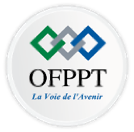 OFPPT
La Voie de l'Avenir